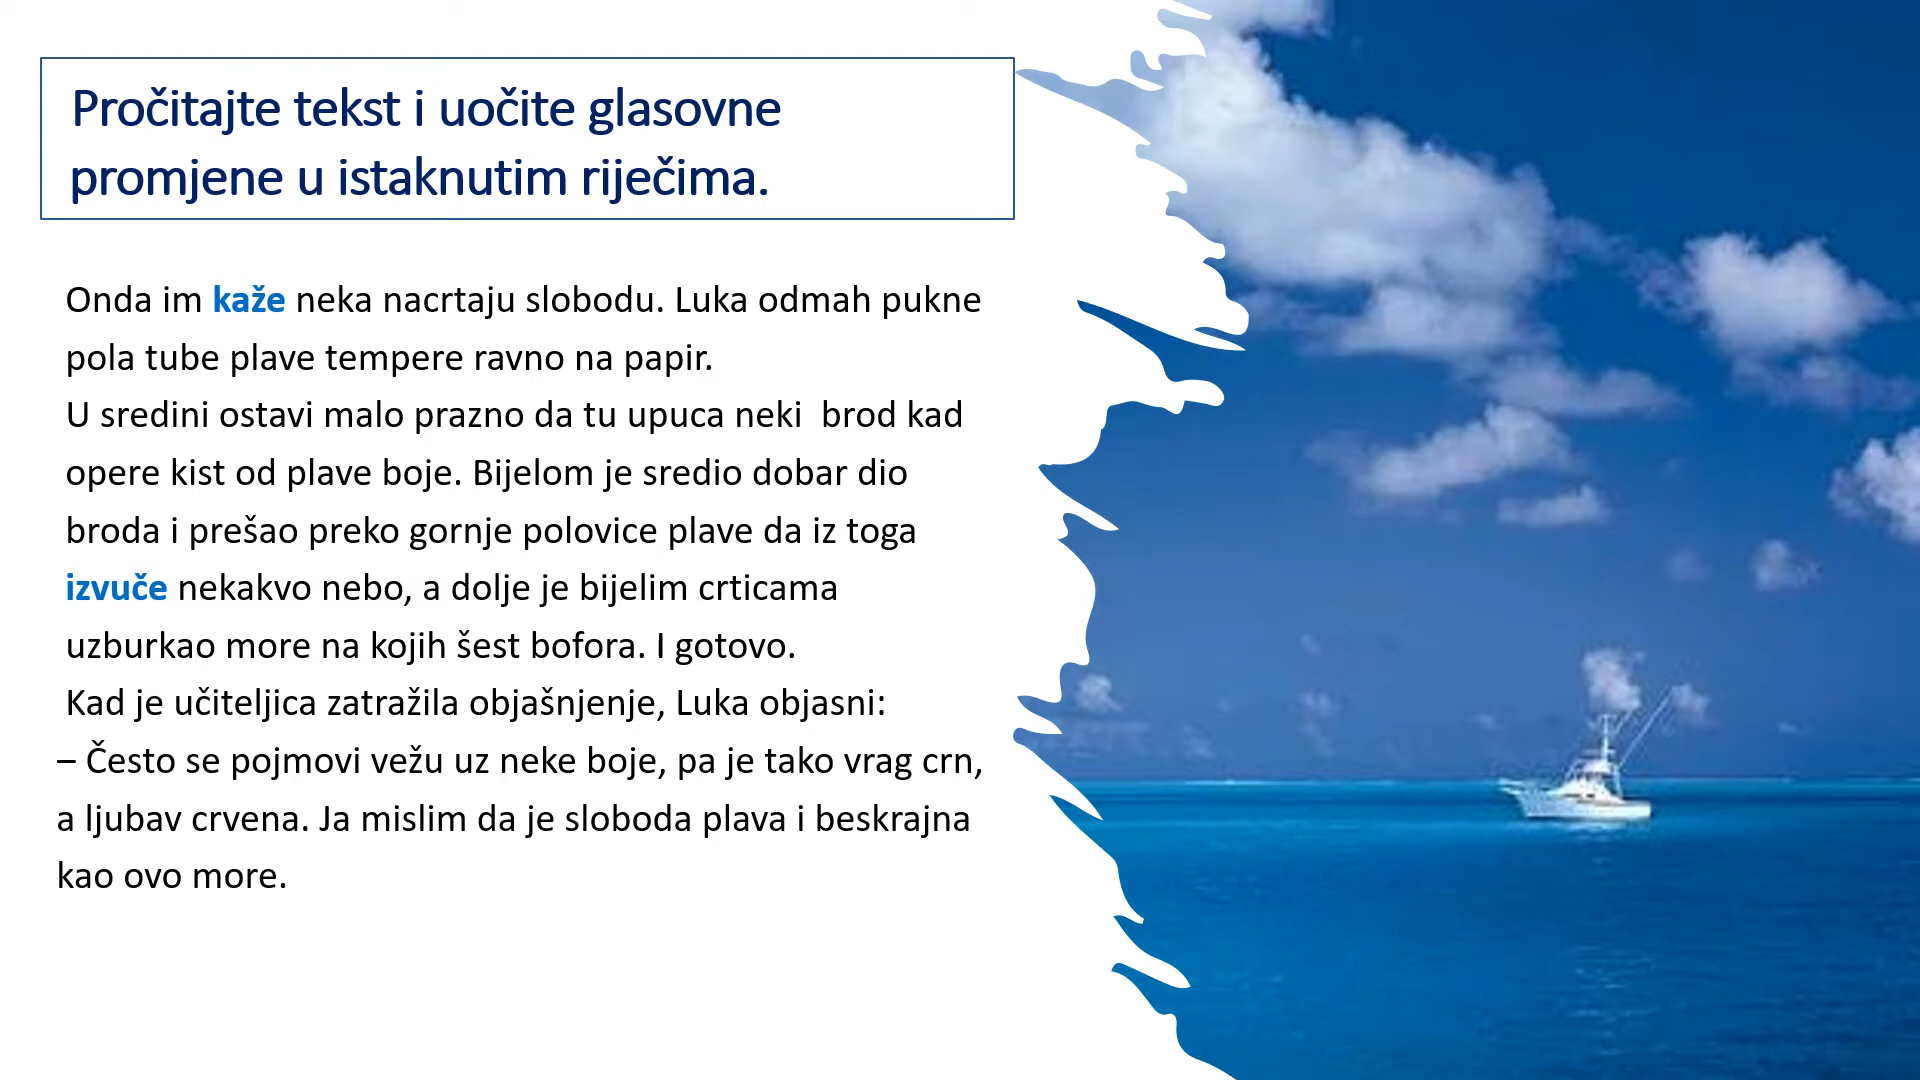 Pročitajte tekst i uočite glasovne
promjene u istaknutim riječima.
Onda im kaže neka nacrtaju slobodu. Luka odmah pukne
pola tube plave tempere ravno na papir.
U sredini ostavi malo prazno da tu upuca neki  brod kad
opere kist od plave boje. Bijelom je sredio dobar dio
broda i prešao preko gornje polovice plave da iz toga
izvuče nekakvo nebo, a dolje je bijelim crticama
uzburkao more na kojih šest bofora. I gotovo.
Kad je učiteljica zatražila objašnjenje, Luka objasni:
– Često se pojmovi vežu uz neke boje, pa je tako vrag crn,
a ljubav crvena. Ja mislim da je sloboda plava i beskrajna
kao ovo more.